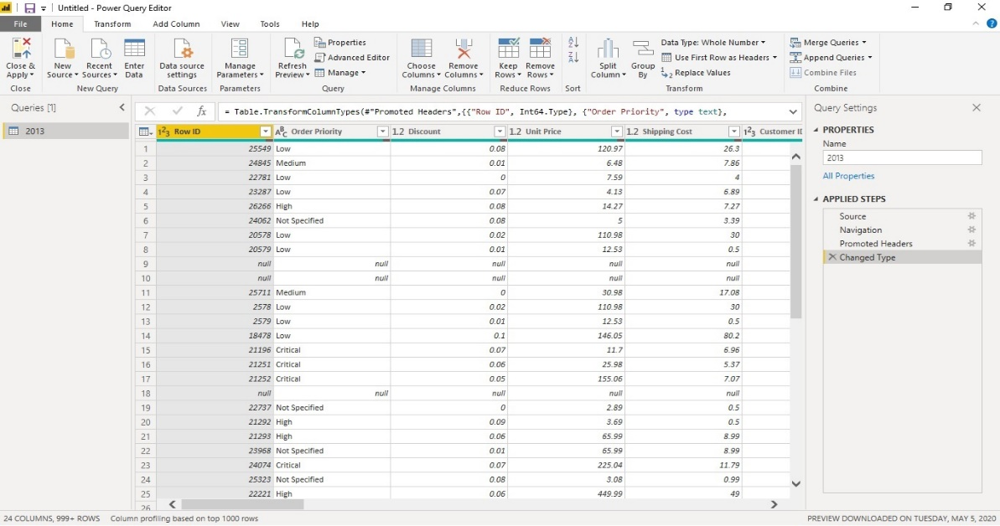 Untitled - Power Query Editor
File Home Transform Add Column View Tools Help
Close & Apply New Source Recent Sources Enter Data Data source settings Manage Parameters Refresh Preview Properties Advanced Editor Manage Choose Columns Remove Columns Keep Rows Remove Rows Split Column Group By Data Type: Whole Number Use First Row as Headers Replace Values Merge Queries Append Queries Combine Files
Close New Query Data Sources Parameters Query Manage Columns Reduce Rows Sort Transform Combine
Queries [1]
2013
= Table.TransformColumnTypes(#"Promoted Headers",{{"Row ID", Int64.Type}, {"Order Priority", type text},
1²3 Row ID ABC Order Priority 1.2 Discount 1.2 Unit Price 1.2 Shipping Cost 1²3 Customer ID
1 25549 Low 0.08 120.97 26.3
2 24845 Medium 0.01 6.48 7.86
3 22781 Low 0 7.59 4
4 23287 Low 0.07 4.13 6.89
5 26266 High 0.08 14.27 7.27
6 24062 Not Specified 0.08 5 3.39
7 20578 Low 0.02 110.98 30
8 20579 Low 0.01 12.53 0.5
9 null null null null null
10 null null null null null
11 25711 Medium 0 30.98 17.08
12 2578 Low 0.02 110.98 30
13 2579 Low 0.01 12.53 0.5
14 18478 Low 0.1 146.05 80.2
15 21196 Critical 0.07 11.7 6.96
16 21251 Critical 0.06 25.98 5.37
17 21252 Critical 0.05 155.06 7.07
18 null null null null null
19 22737 Not Specified 0 2.89 0.5
20 21292 High 0.09 3.69 0.5
21 21293 High 0.06 65.99 8.99
22 23968 Not Specified 0.01 65.99 8.99
23 24074 Critical 0.07 225.04 11.79
24 25323 Not Specified 0.08 3.08 0.99
25 22221 High 0.06 449.99 49
26
Query Settings
PROPERTIES
Name
2013
All Properties
APPLIED STEPS
Source
Navigation
Promoted Headers
Changed Type
24 COLUMNS, 999+ ROWS Column profiling based on top 1000 rows PREVIEW DOWNLOADED ON TUESDAY, MAY 5, 2020